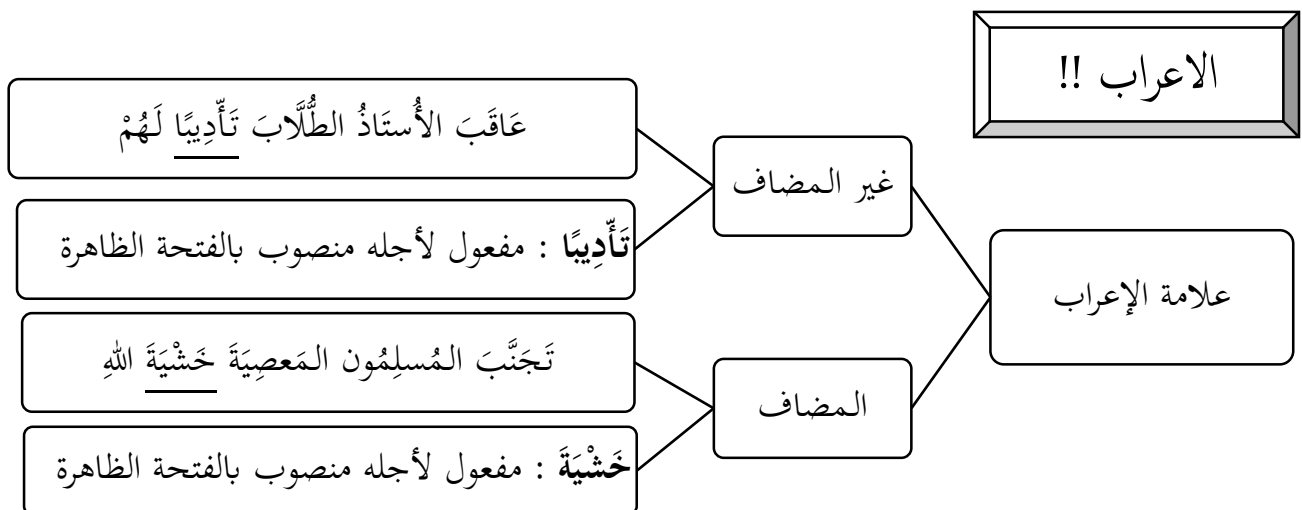 الاعراب !!
علامة الإعراب
غير المضاف
عَاقَبَ الأُستَاذُ الطُّلَّابَ تَأّدِيبًا لَهُمْ
تَأّدِيبًا : مفعول لأجله منصوب بالفتحة الظاهرة
المضاف
تَجَنَّبَ المُسلِمُون المَعصِيَةَ خَشْيَةَ اللهِ
خَشْيَةَ : مفعول لأجله منصوب بالفتحة الظاهرة